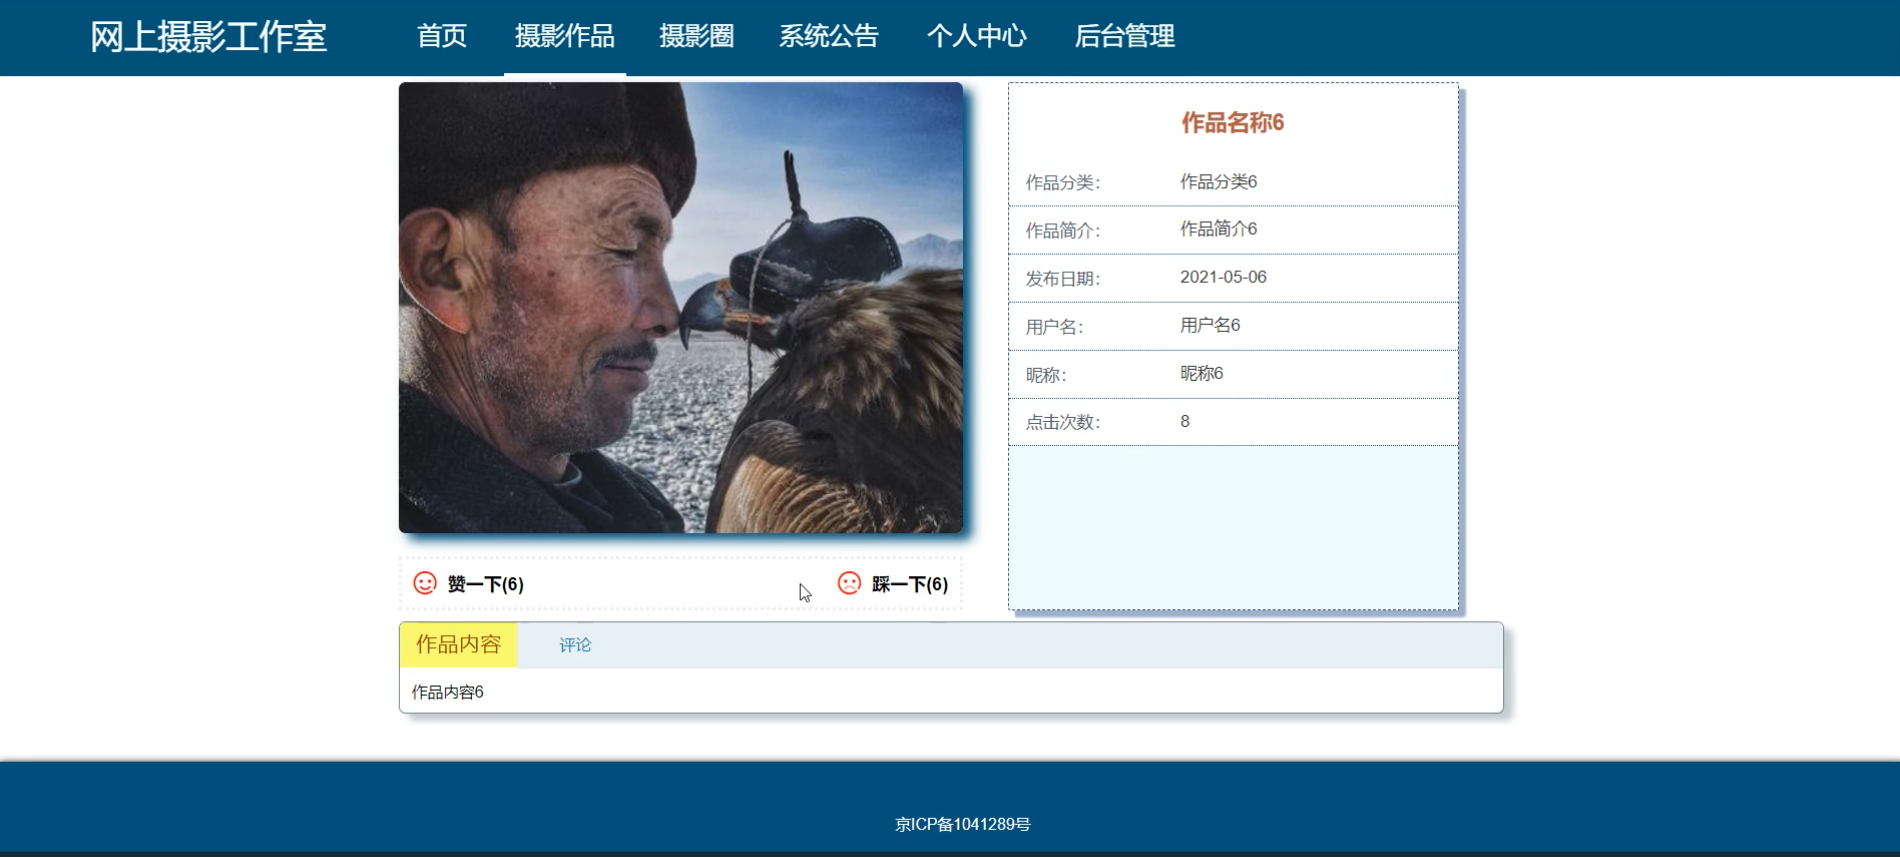 网上摄影工作室 首页 摄影作品 摄影圈 系统公告 个人中心 后台管理
作品名称6
作品分类: 作品分类6
作品简介: 作品简介6
发布日期: 2021-05-06
用户名: 用户名6
昵称: 昵称6
点击次数: 8
赞一下(6) 踩一下(6)
作品内容 评论
作品内容6
京ICP备1041289号